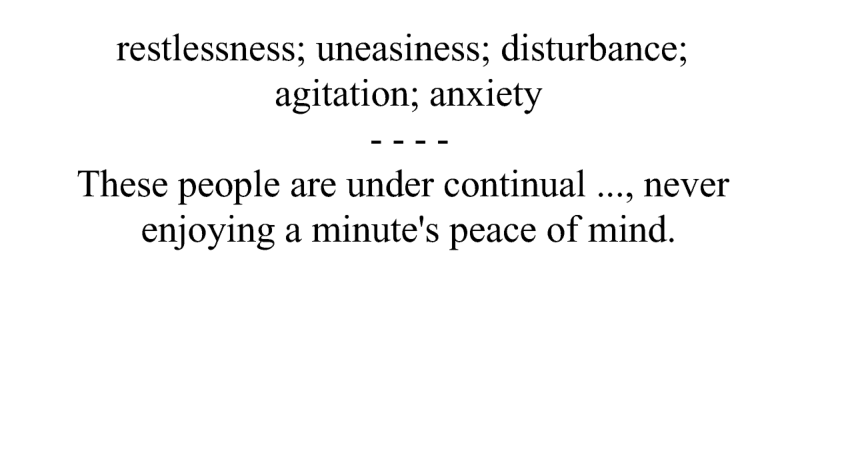 restlessness; uneasiness; disturbance;
agitation; anxiety
- - - -
These people are under continual ..., never
enjoying a minute's peace of mind.